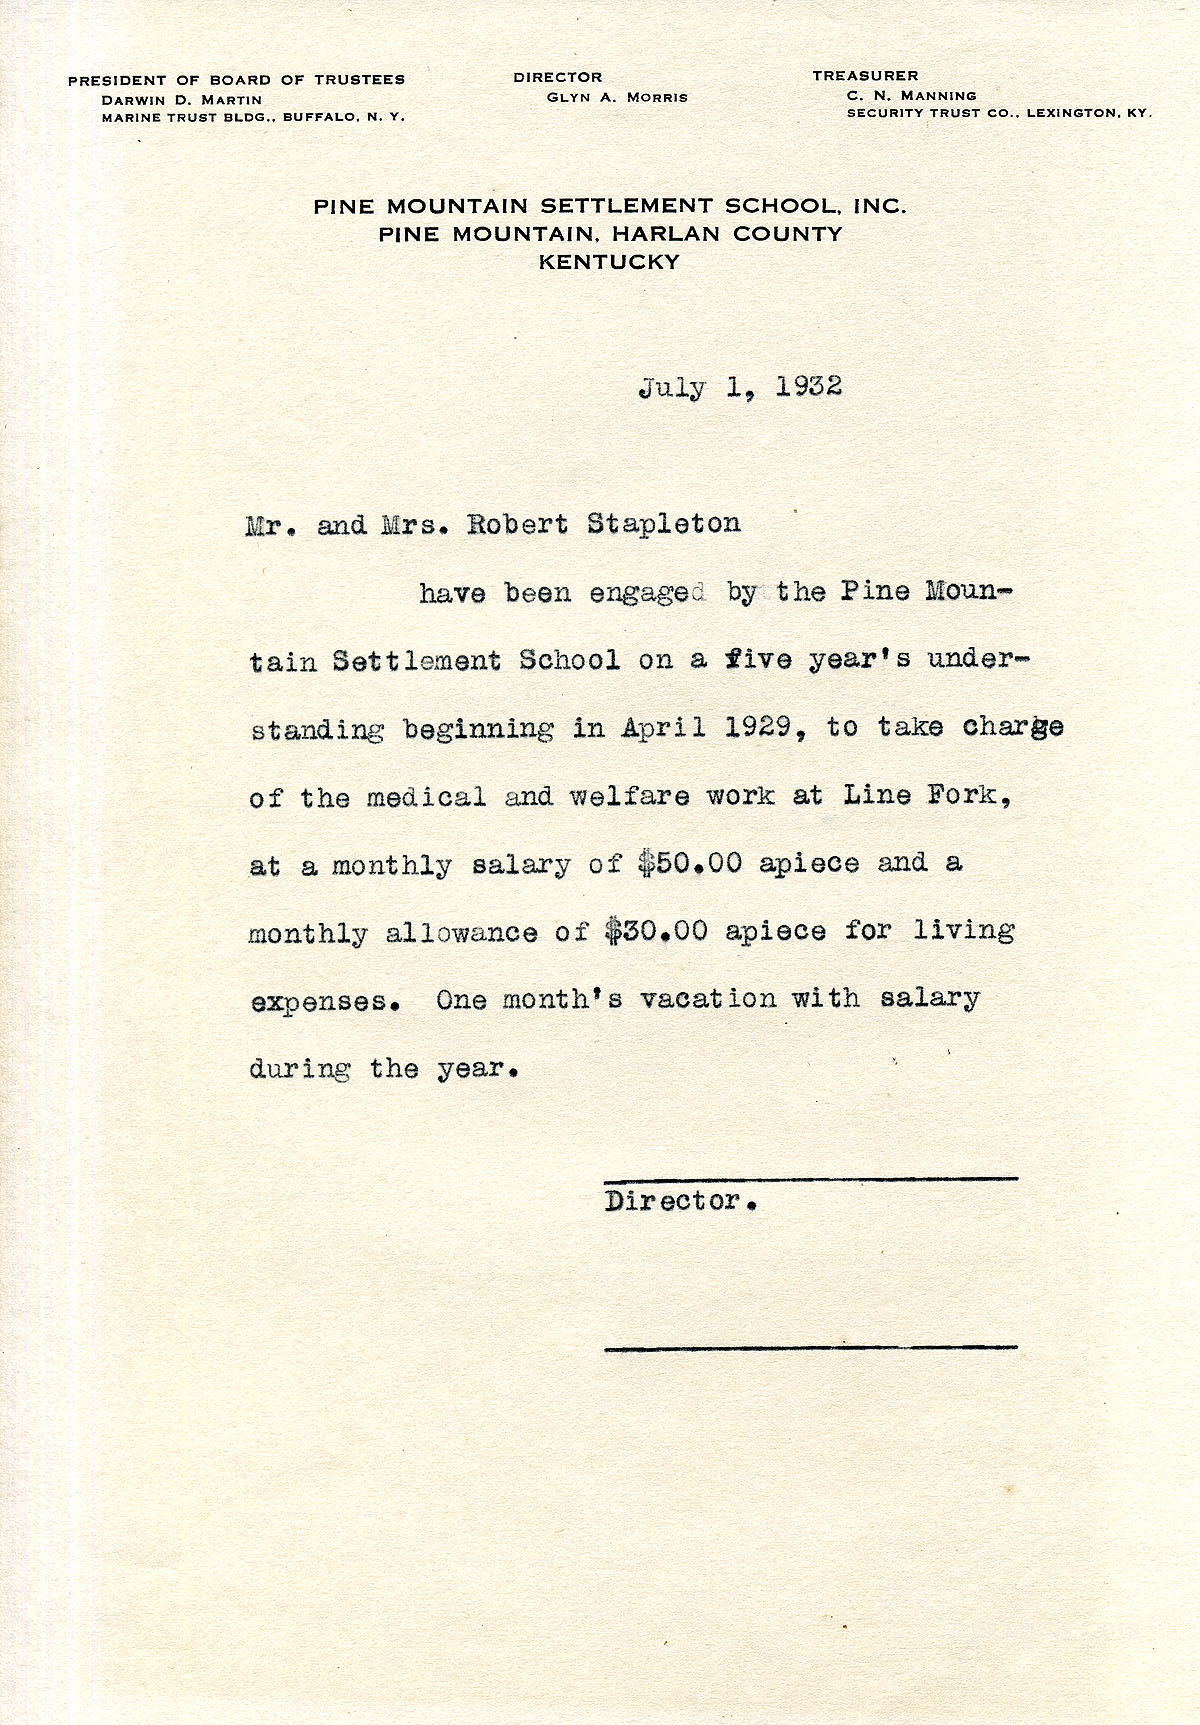 PRESIDENT OF BOARD OF TRUSTEES
DARWIN D. MARTIN
MARINE TRUST BLDG., BUFFALO, N. Y.
DIRECTOR
GLYN A. MORRIS
TREASURER
C. N. MANNING
SECURITY TRUST CO., LEXINGTON, KY.
PINE MOUNTAIN SETTLEMENT SCHOOL, INC.
PINE MOUNTAIN, HARLAN COUNTY
KENTUCKY
July 1, 1932
Mr. and Mrs. Robert Stapleton
have been engaged by the Pine Moun-
tain Settlement School on a five year's under-
standing beginning in April 1929, to take charge
of the medical and welfare work at Line Fork,
at a monthly salary of $50.00 apiece and a
monthly allowance of $30.00 apiece for living
expenses. One month's vacation with salary
during the year.
Director.